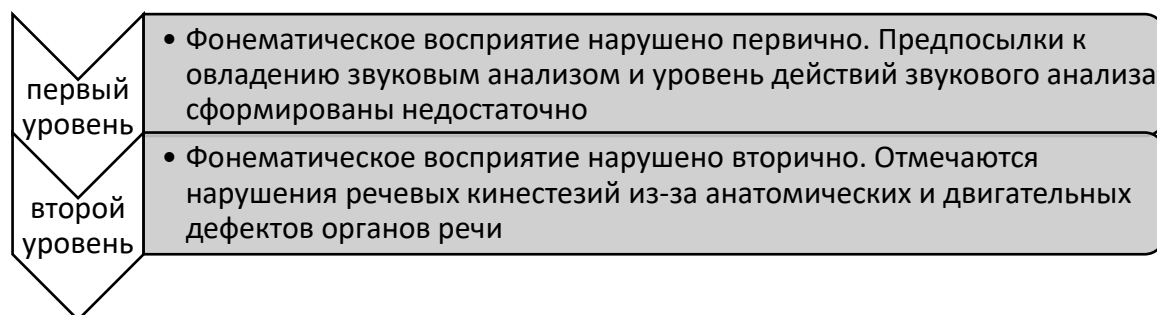 первый
уровень
• Фонематическое восприятие нарушено первично. Предпосылки к
овладению звуковым анализом и уровень действий звукового анализа
сформированы недостаточно
второй
уровень
• Фонематическое восприятие нарушено вторично. Отмечаются
нарушения речевых кинестезий из-за анатомических и двигательных
дефектов органов речи